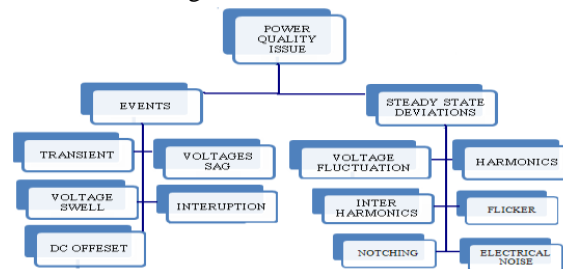 POWER
QUALITY
ISSUE
EVENTS
STEADY STATE
DEVIATIONS
TRANSIENT
VOLTAGES
SAG
VOLTAGE
FLUCTUATION
HARMONICS
VOLTAGE
SWELL
INTERUPTION
INTER
HARMONICS
FLICKER
DC OFFESET
NOTCHING
ELECTRICAL
NOISE